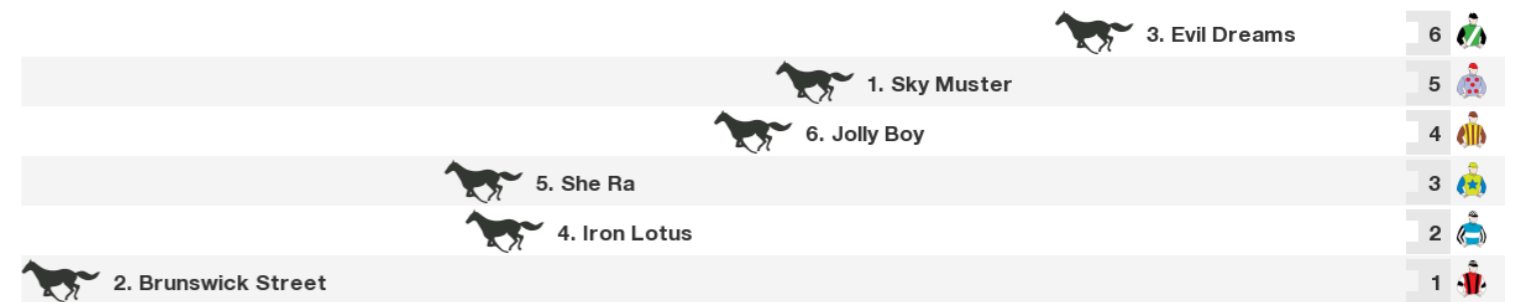 3. Evil Dreams 6
1. Sky Muster 5
6. Jolly Boy 4
5. She Ra 3
4. Iron Lotus 2
2. Brunswick Street 1